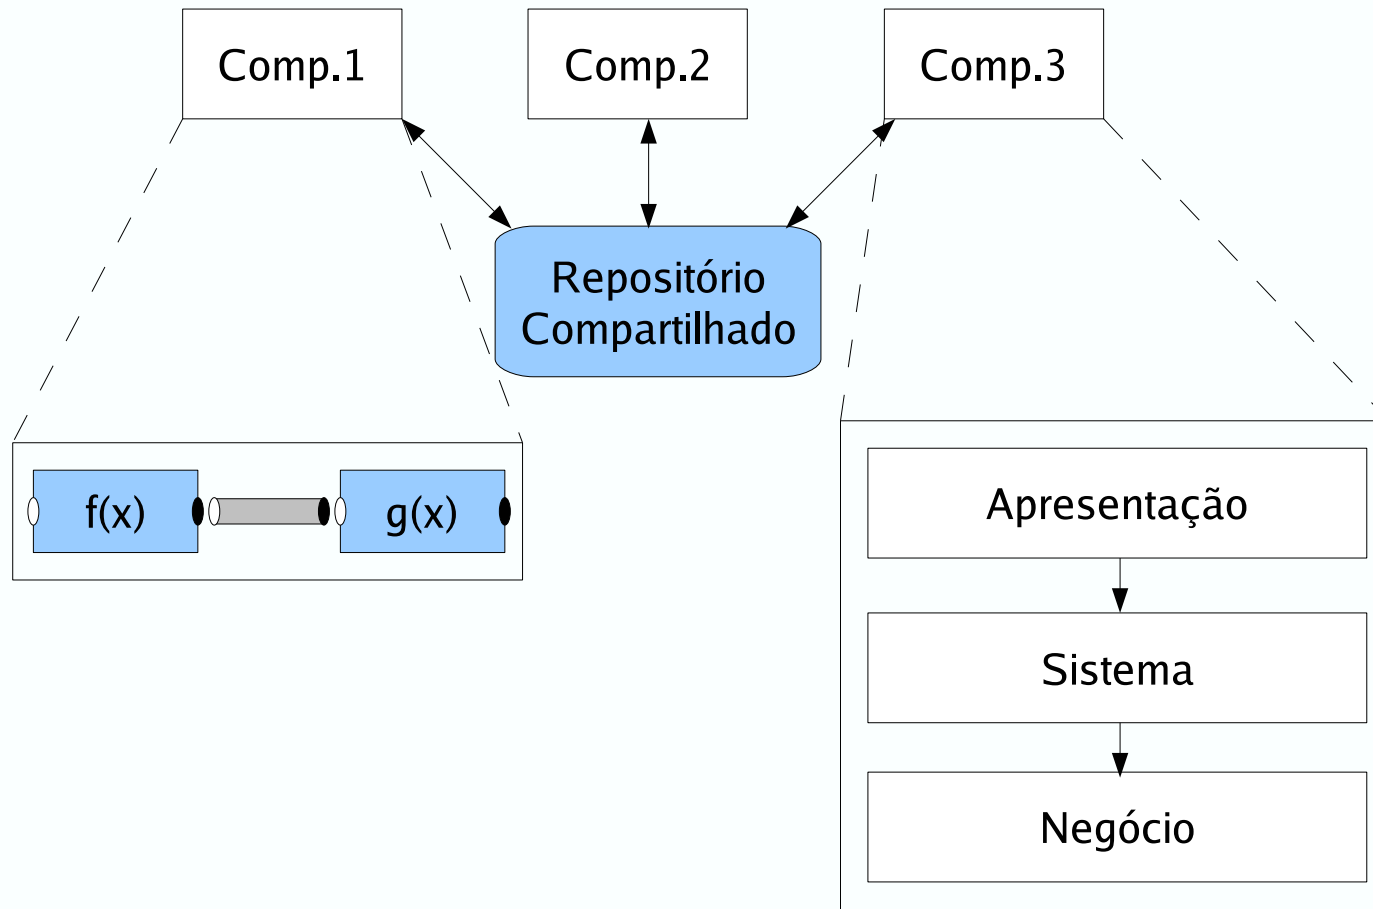 Comp.1
Comp.2
Comp.3
Repositório
Compartilhado
f(x)
g(x)
Apresentação
Sistema
Negócio